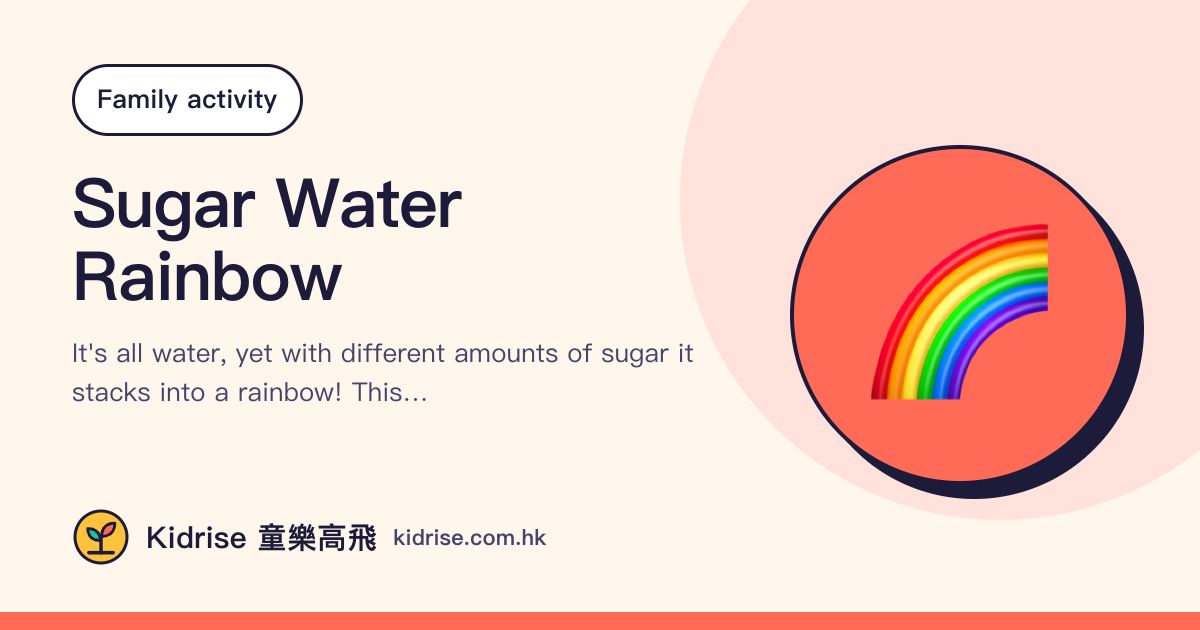 Family activity
Sugar Water
Rainbow
It's all water, yet with different amounts of sugar it
stacks into a rainbow! This…
Kidrise 童樂高飛 kidrise.com.hk